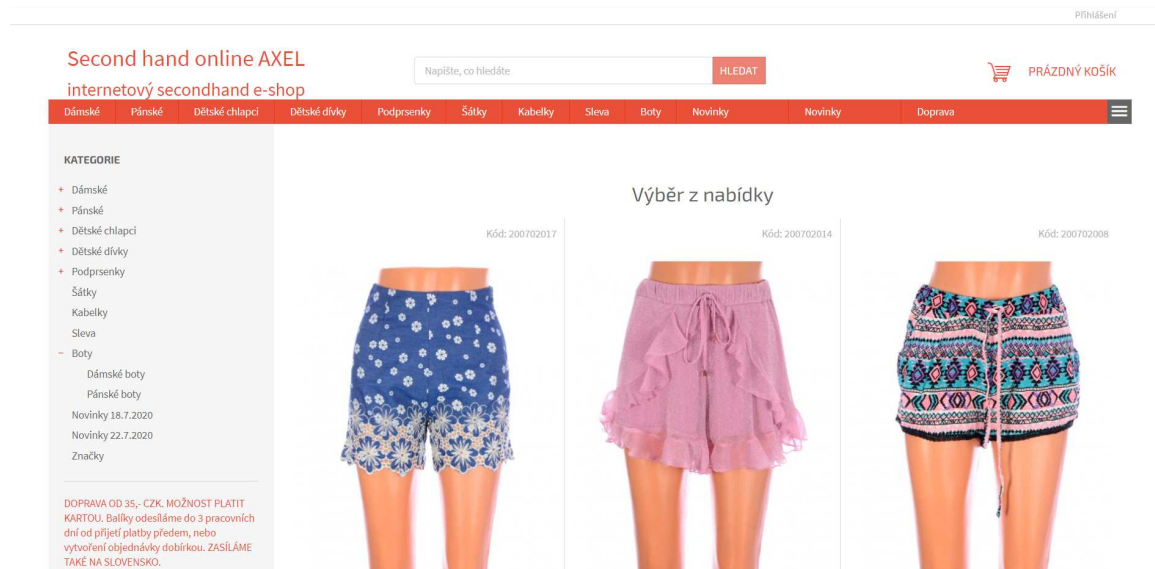 Přihlášení
Second hand online AXEL
internetový secondhand e-shop
Napište, co hledáte
HLEDAT
PRÁZDNÝ KOŠÍK
Dámské Pánské Dětské chlapci Dětské dívky Podprsenky Šátky Kabelky Sleva Boty Novinky Novinky Doprava
KATEGORIE
+ Dámské
+ Pánské
+ Dětské chlapci
+ Dětské dívky
+ Podprsenky
Šátky
Kabelky
Sleva
− Boty
Dámské boty
Pánské boty
Novinky 18.7.2020
Novinky 22.7.2020
Značky
DOPRAVA OD 35,- CZK. MOŽNOST PLATIT
KARTOU. Balíky odesíláme do 3 pracovních
dní od přijetí platby předem, nebo
vytvoření objednávky dobírkou. ZASÍLÁME
TAKÉ NA SLOVENSKO.
Výběr z nabídky
Kód: 200702017
Kód: 200702014
Kód: 200702008